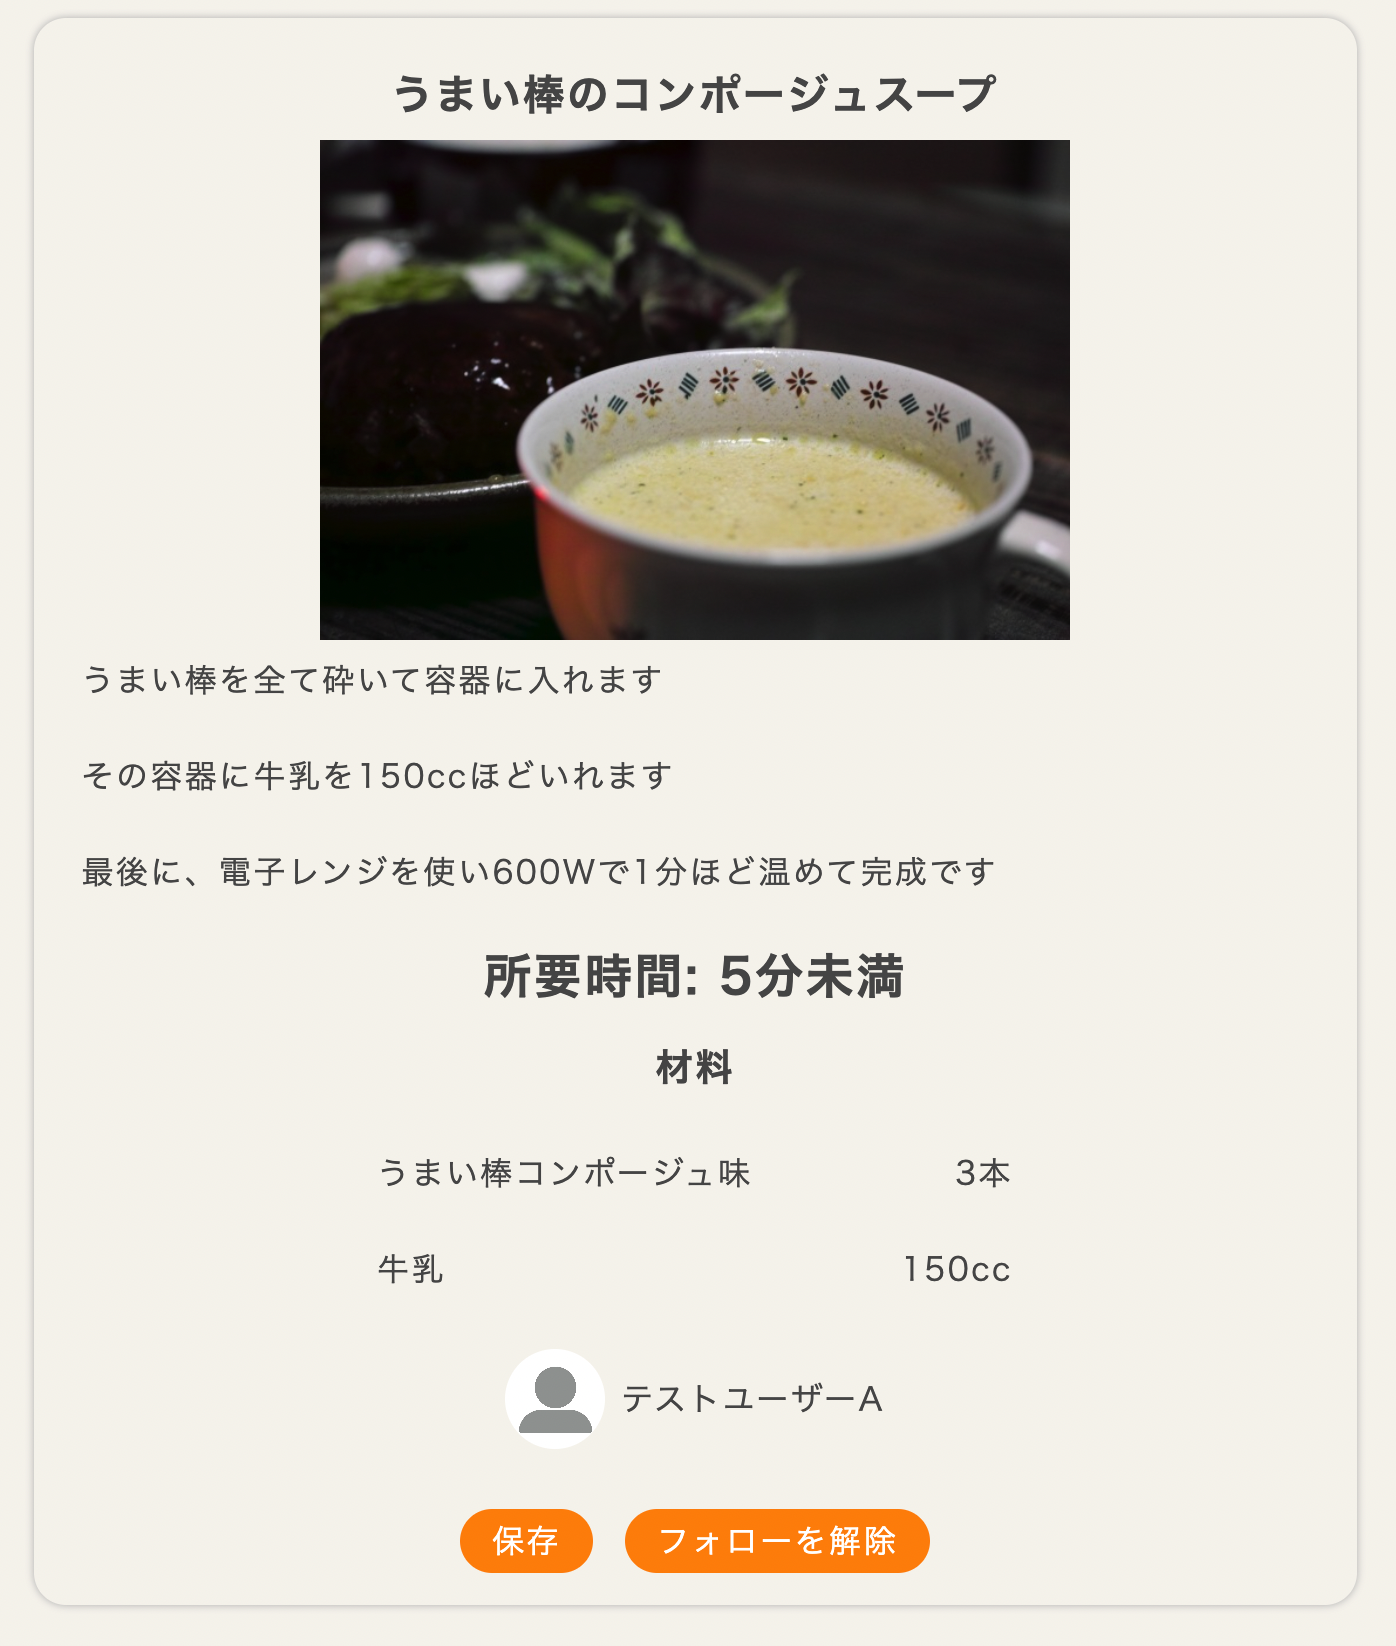 うまい棒のコンポージュスープ
うまい棒を全て砕いて容器に入れます
その容器に牛乳を150ccほどいれます
最後に、電子レンジを使い600Wで1分ほど温めて完成です
所要時間: 5分未満
材料
うまい棒コンポージュ味 3本
牛乳 150cc
テストユーザーA
保存 フォローを解除